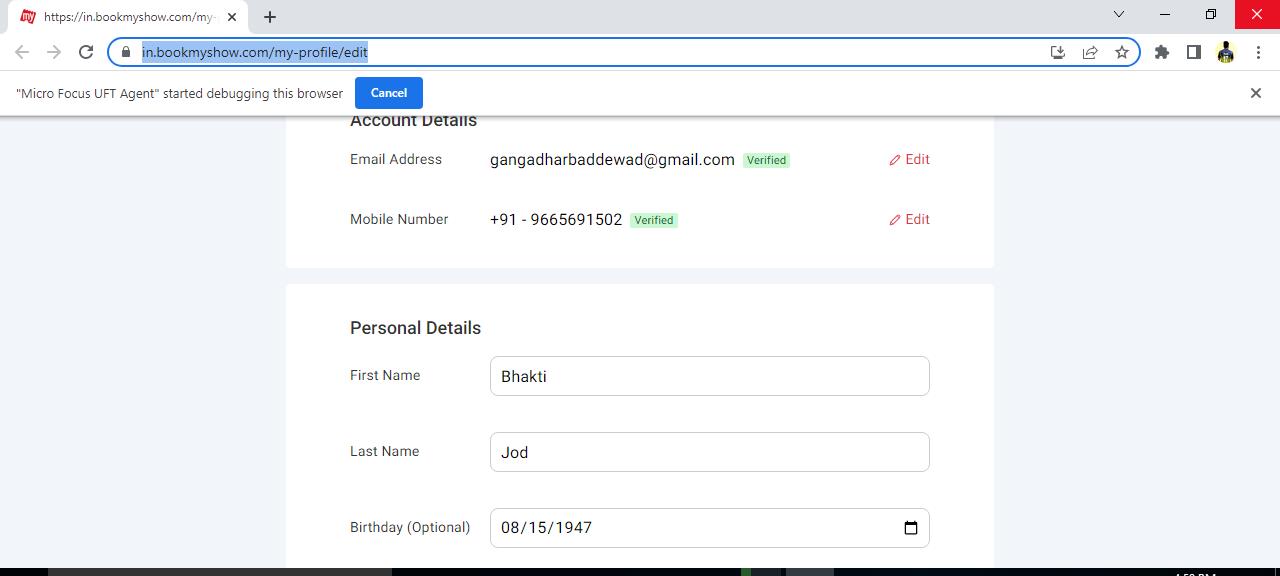 https://in.bookmyshow.com/my-
in.bookmyshow.com/my-profile/edit
"Micro Focus UFT Agent" started debugging this browser Cancel
Account Details
Email Address gangadharbaddewad@gmail.com Verified Edit
Mobile Number +91 - 9665691502 Verified Edit
Personal Details
First Name Bhakti
Last Name Jod
Birthday (Optional) 08/15/1947